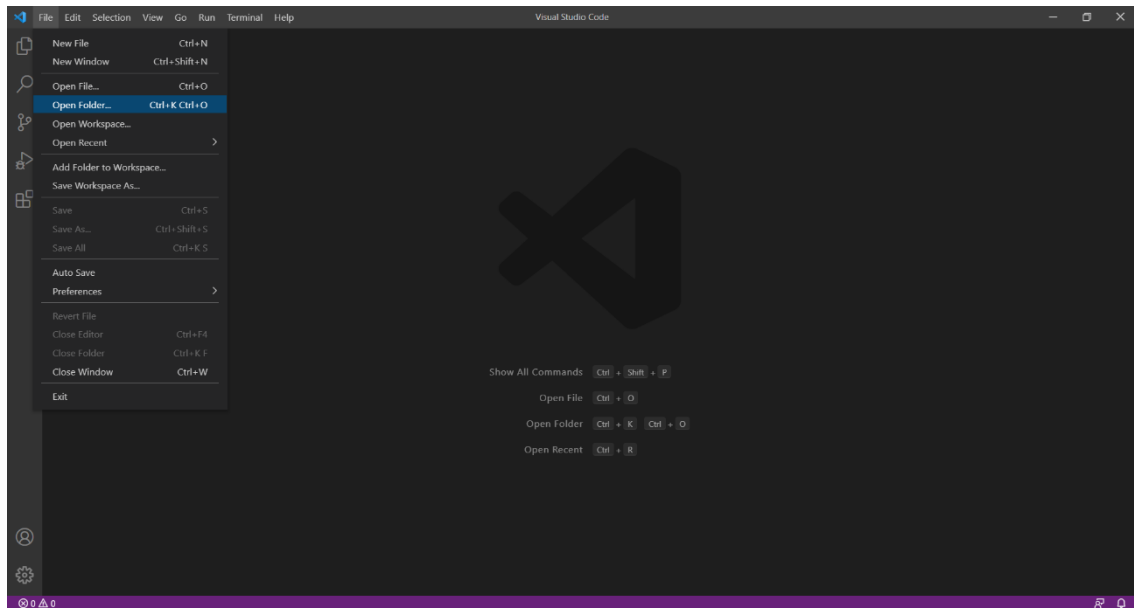 File Edit Selection View Go Run Terminal Help Visual Studio Code
New File Ctrl+N
New Window Ctrl+Shift+N
Open File... Ctrl+O
Open Folder... Ctrl+K Ctrl+O
Open Workspace...
Open Recent
Add Folder to Workspace...
Save Workspace As...
Save Ctrl+S
Save As... Ctrl+Shift+S
Save All Ctrl+K S
Auto Save
Preferences
Revert File
Close Editor Ctrl+F4
Close Folder Ctrl+K F
Close Window Ctrl+W
Exit
Show All Commands Ctrl + Shift + P
Open File Ctrl + O
Open Folder Ctrl + K Ctrl + O
Open Recent Ctrl + R
0 0